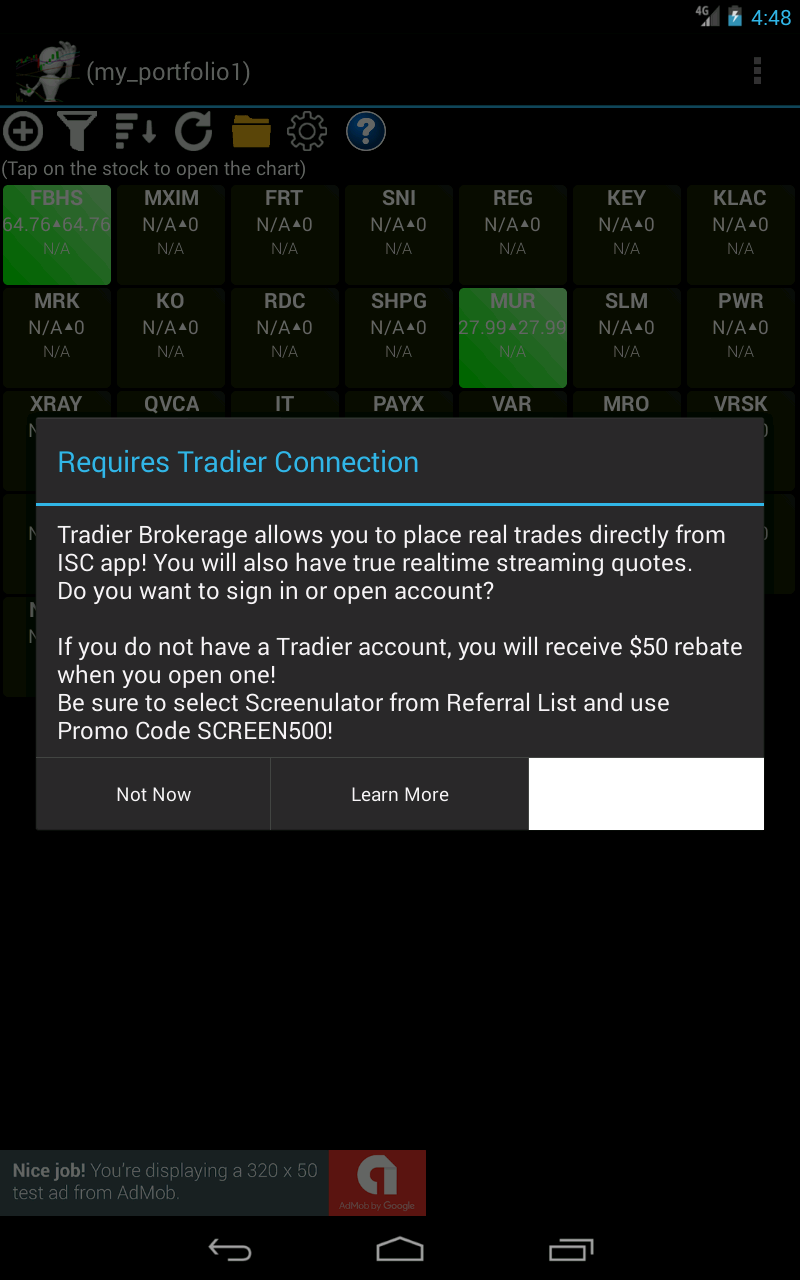 4G 4:48
(my_portfolio1)
(Tap on the stock to open the chart)
FBHS MXIM FRT SNI REG KEY KLAC
64.76▲64.76 N/A▲0 N/A▲0 N/A▲0 N/A▲0 N/A▲0 N/A▲0
N/A N/A N/A N/A N/A N/A N/A
MRK KO RDC SHPG MUR SLM PWR
N/A▲0 N/A▲0 N/A▲0 N/A▲0 27.99▲27.99 N/A▲0 N/A▲0
N/A N/A N/A N/A N/A N/A N/A
XRAY QVCA IT PAYX VAR MRO VRSK
Requires Tradier Connection
Tradier Brokerage allows you to place real trades directly from
ISC app! You will also have true realtime streaming quotes.
Do you want to sign in or open account?
If you do not have a Tradier account, you will receive $50 rebate
when you open one!
Be sure to select Screenulator from Referral List and use
Promo Code SCREEN500!
Not Now Learn More
Nice job! You're displaying a 320 x 50
test ad from AdMob.
AdMob by Google